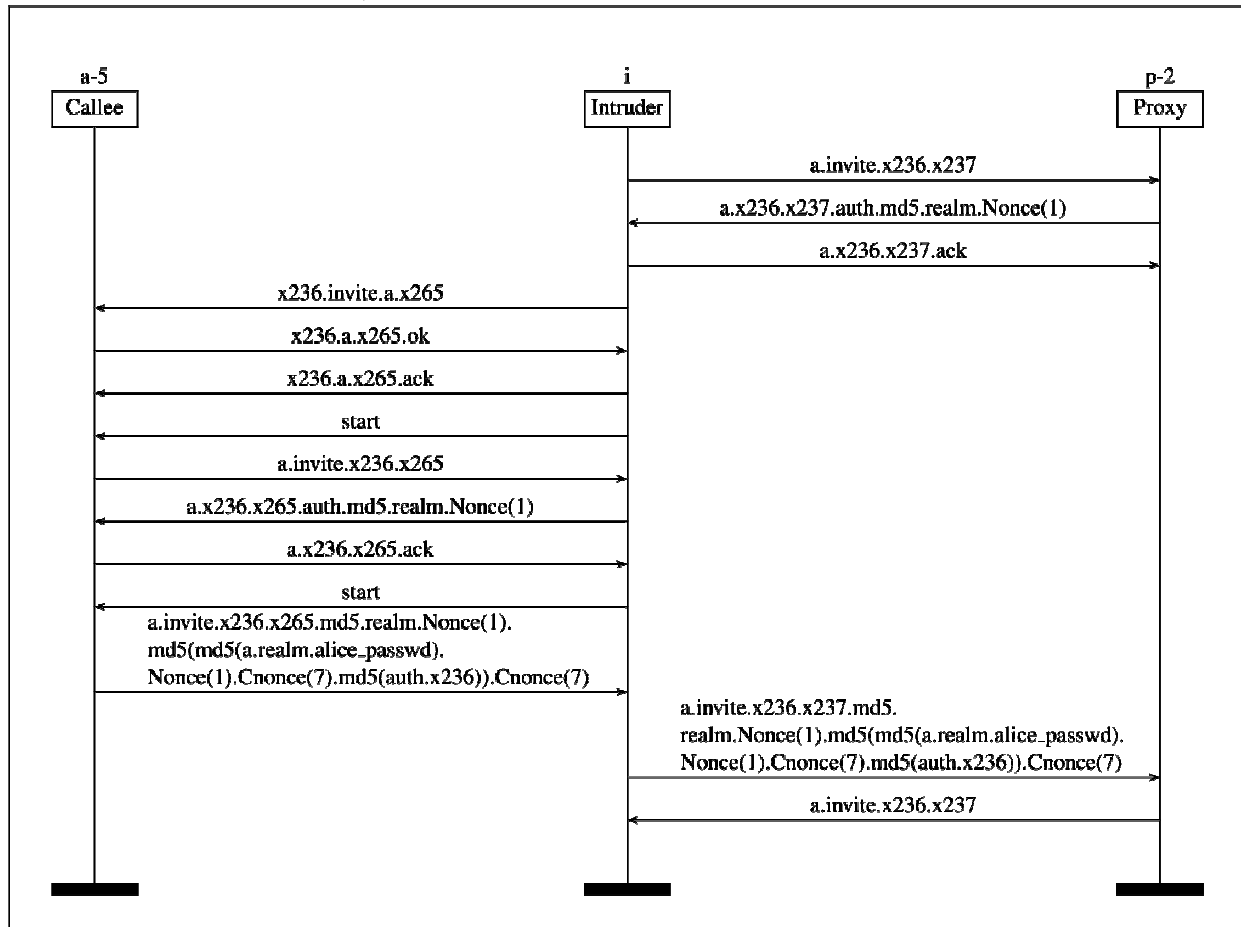 a-5 i p-2
Callee Intruder Proxy
a.invite.x236.x237
a.x236.x237.auth.md5.realm.Nonce(1)
a.x236.x237.ack
x236.invite.a.x265
x236.a.x265.ok
x236.a.x265.ack
start
a.invite.x236.x265
a.x236.x265.auth.md5.realm.Nonce(1)
a.x236.x265.ack
start
a.invite.x236.x265.md5.realm.Nonce(1).
md5(md5(a.realm.alice_passwd).
Nonce(1).Cnonce(7).md5(auth.x236)).Cnonce(7)
a.invite.x236.x237.md5.
realm.Nonce(1).md5(md5(a.realm.alice_passwd).
Nonce(1).Cnonce(7).md5(auth.x236)).Cnonce(7)
a.invite.x236.x237